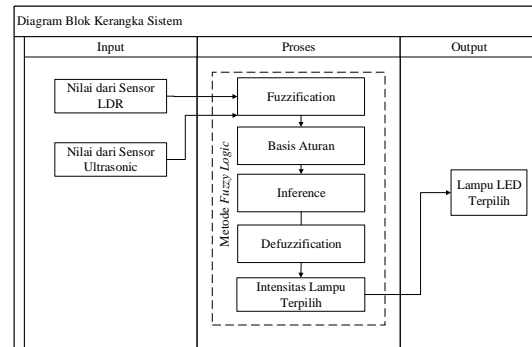 Diagram Blok Kerangka Sistem
Input
Proses
Output
Nilai dari Sensor
LDR
Nilai dari Sensor
Ultrasonic
Metode Fuzzy Logic
Fuzzification
Basis Aturan
Inference
Defuzzification
Intensitas Lampu
Terpilih
Lampu LED
Terpilih